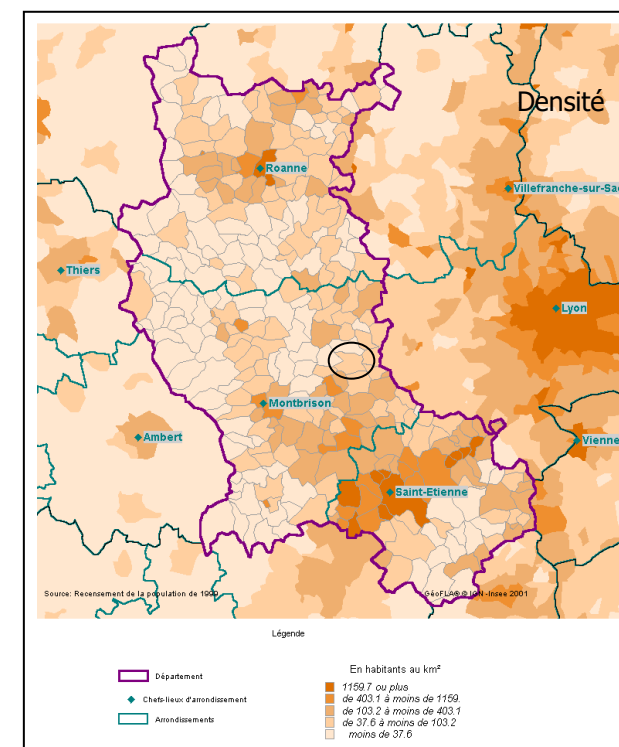 Densité
Roanne
Villefranche-sur-Sa
Thiers
Lyon
Montbrison
Ambert
Vienne
Saint-Etienne
Source: Recensement de la population de 1999
GéoFLA® © IGN -Insee 2001
Légende
Département
Chefs-lieux d'arrondissement
Arrondissements
En habitants au km²
1159.7 ou plus
de 403.1 à moins de 1159.
de 103.2 à moins de 403.1
de 37.6 à moins de 103.2
moins de 37.6